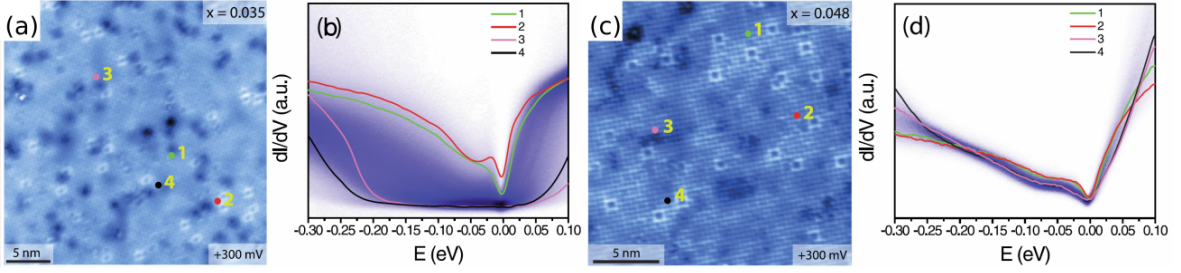 (a)
x = 0.035
3
1
4
2
5 nm
+300 mV
(b)
1
2
3
4
dI/dV (a.u.)
-0.30 -0.25 -0.20 -0.15 -0.10 -0.05 0.00 0.05 0.10
E (eV)
(c)
x = 0.048
1
2
3
4
5 nm
+300 mV
(d)
1
2
3
4
dI/dV (a.u.)
-0.30 -0.25 -0.20 -0.15 -0.10 -0.05 0.00 0.05 0.10
E (eV)